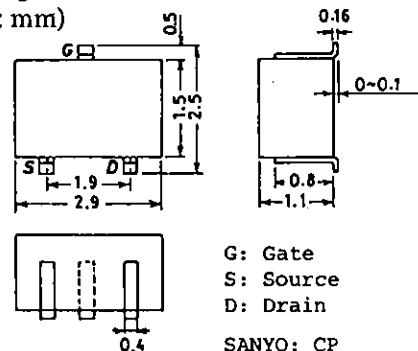 : mm)
G
0.5
1.5
2.5
S
D
1.9
2.9
0.16
0~0.1
0.8
1.1
0.4
G: Gate
S: Source
D: Drain
SANYO: CP